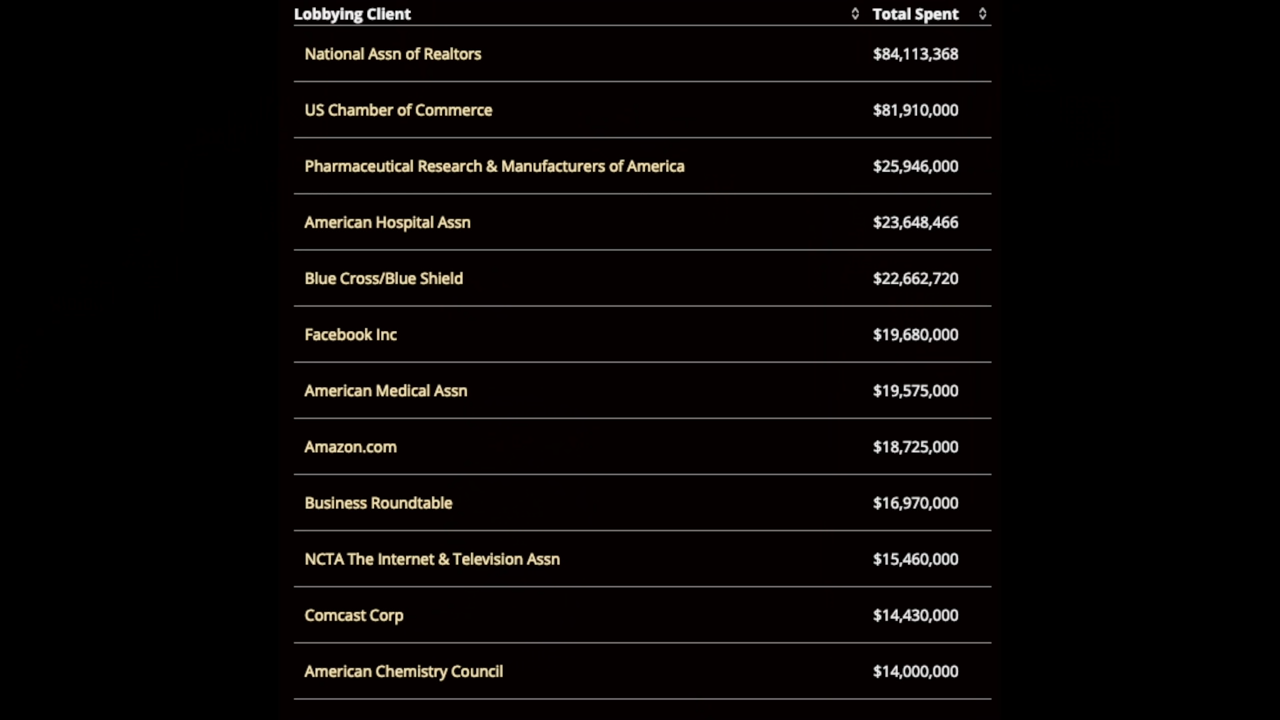 Lobbying Client Total Spent
National Assn of Realtors $84,113,368
US Chamber of Commerce $81,910,000
Pharmaceutical Research & Manufacturers of America $25,946,000
American Hospital Assn $23,648,466
Blue Cross/Blue Shield $22,662,720
Facebook Inc $19,680,000
American Medical Assn $19,575,000
Amazon.com $18,725,000
Business Roundtable $16,970,000
NCTA The Internet & Television Assn $15,460,000
Comcast Corp $14,430,000
American Chemistry Council $14,000,000